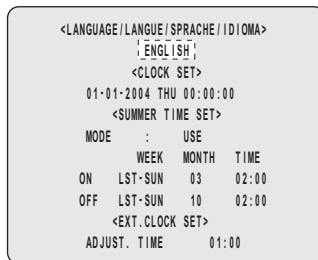 <LANGUAGE/LANGUE/SPRACHE/IDIOMA>
ENGLISH
<CLOCK SET>
01·01·2004 THU 00:00:00
<SUMMER TIME SET>
MODE : USE
WEEK MONTH TIME
ON LST·SUN 03 02:00
OFF LST·SUN 10 02:00
<EXT.CLOCK SET>
ADJUST. TIME 01:00